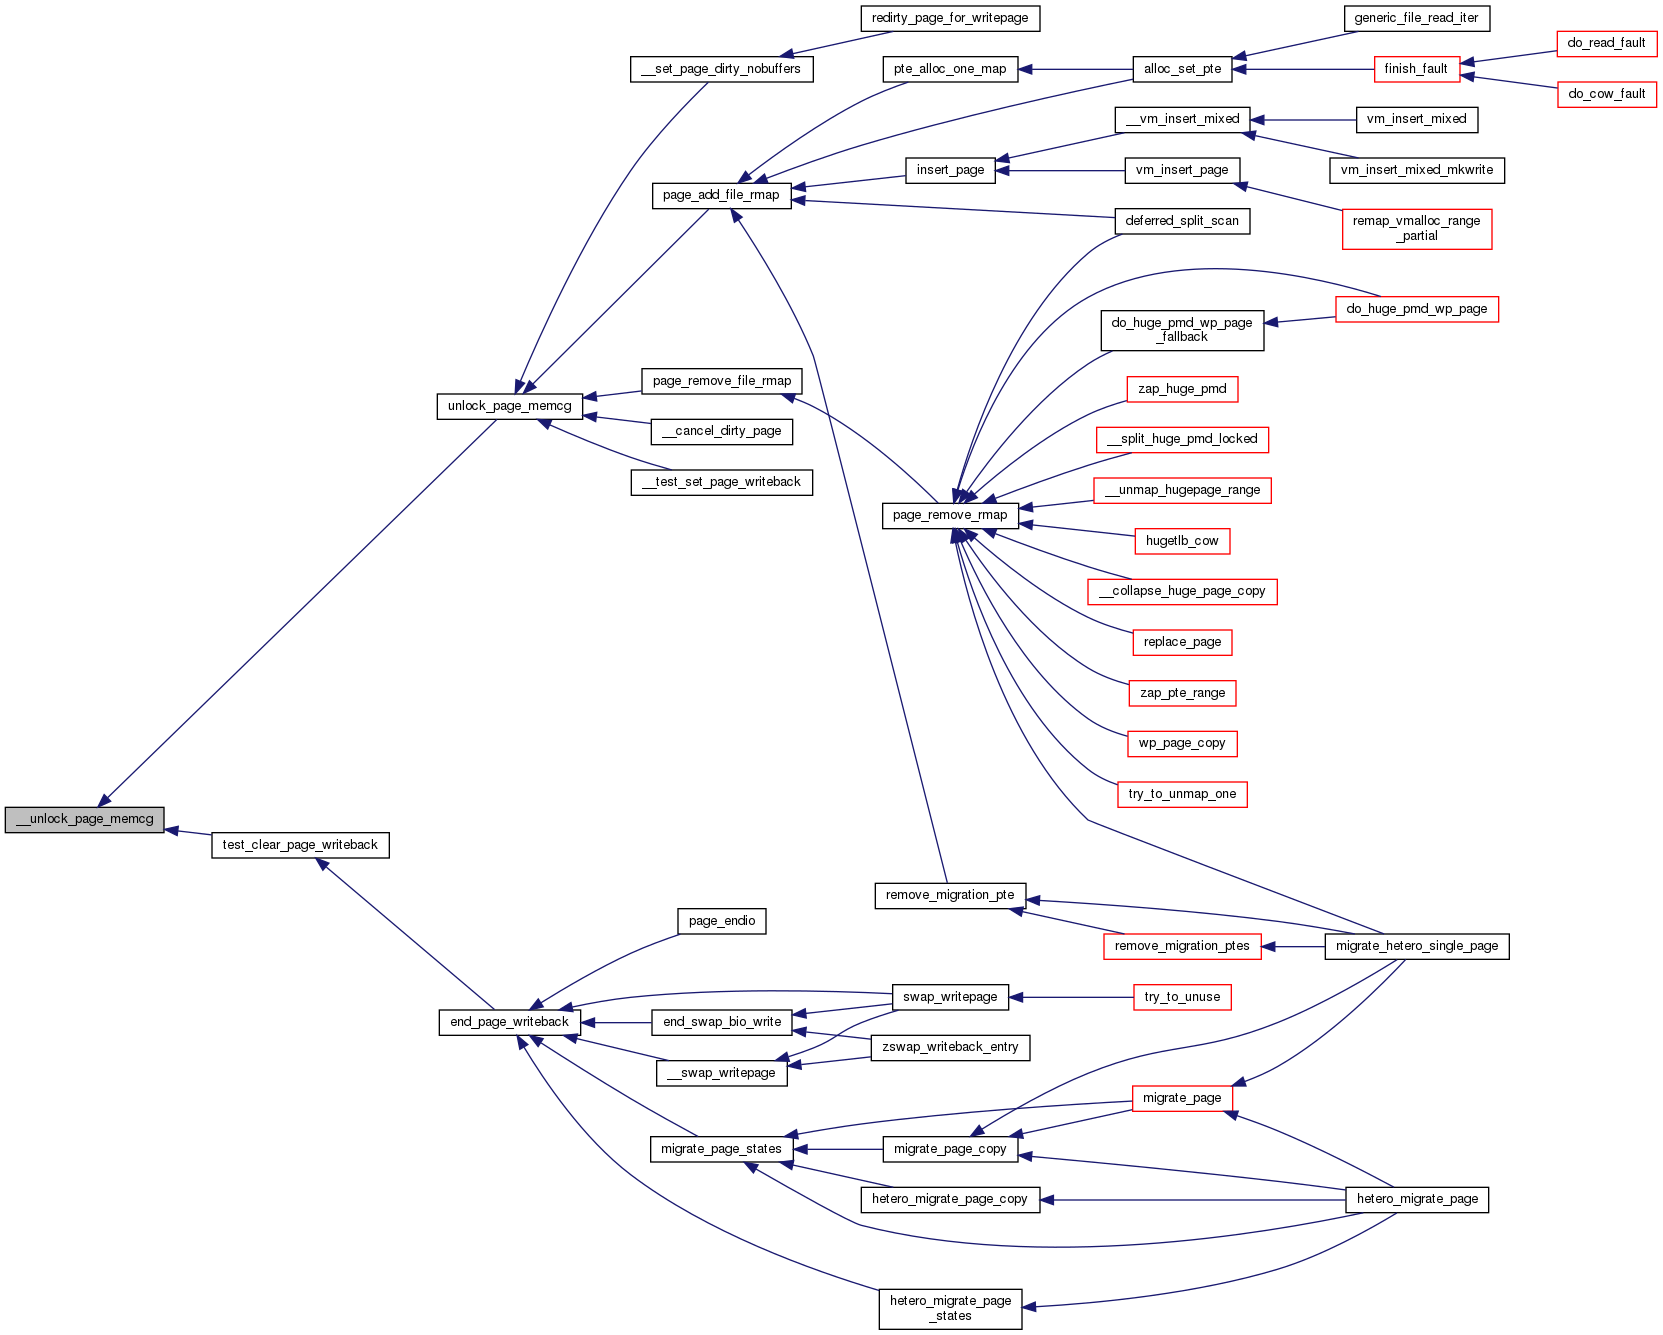 redirty_page_for_writepage
generic_file_read_iter
do_read_fault
__set_page_dirty_nobuffers
pte_alloc_one_map
alloc_set_pte
finish_fault
do_cow_fault
__vm_insert_mixed
vm_insert_mixed
insert_page
vm_insert_page
vm_insert_mixed_mkwrite
page_add_file_rmap
deferred_split_scan
remap_vmalloc_range
_partial
do_huge_pmd_wp_page
do_huge_pmd_wp_page
_fallback
page_remove_file_rmap
zap_huge_pmd
unlock_page_memcg
__cancel_dirty_page
__split_huge_pmd_locked
__test_set_page_writeback
__unmap_hugepage_range
page_remove_rmap
hugetlb_cow
__collapse_huge_page_copy
replace_page
zap_pte_range
wp_page_copy
try_to_unmap_one
__unlock_page_memcg
test_clear_page_writeback
remove_migration_pte
page_endio
remove_migration_ptes
migrate_hetero_single_page
swap_writepage
try_to_unuse
end_page_writeback
end_swap_bio_write
zswap_writeback_entry
__swap_writepage
migrate_page
migrate_page_states
migrate_page_copy
hetero_migrate_page_copy
hetero_migrate_page
hetero_migrate_page
_states